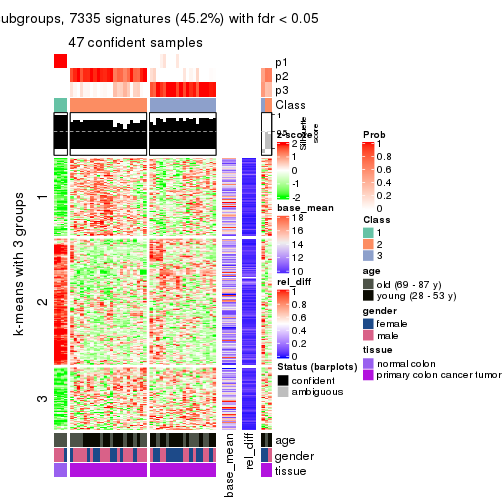 ubgroups, 7335 signatures (45.2%) with fdr < 0.05
47 confident samples
p1
p2
p3
Class
1
Silhouette
score
z-score
2
1
0
-1
-2
base_mean
18
16
14
12
10
rel_diff
1
0.8
0.6
0.4
0.2
0
Status (barplots)
confident
ambiguous
Prob
1
0.8
0.6
0.4
0.2
0
Class
1
2
3
age
old (69 - 87 y)
young (28 - 53 y)
gender
female
male
tissue
normal colon
primary colon cancer tumor
k-means with 3 groups
1
2
3
age
gender
tissue
base_mean
rel_diff